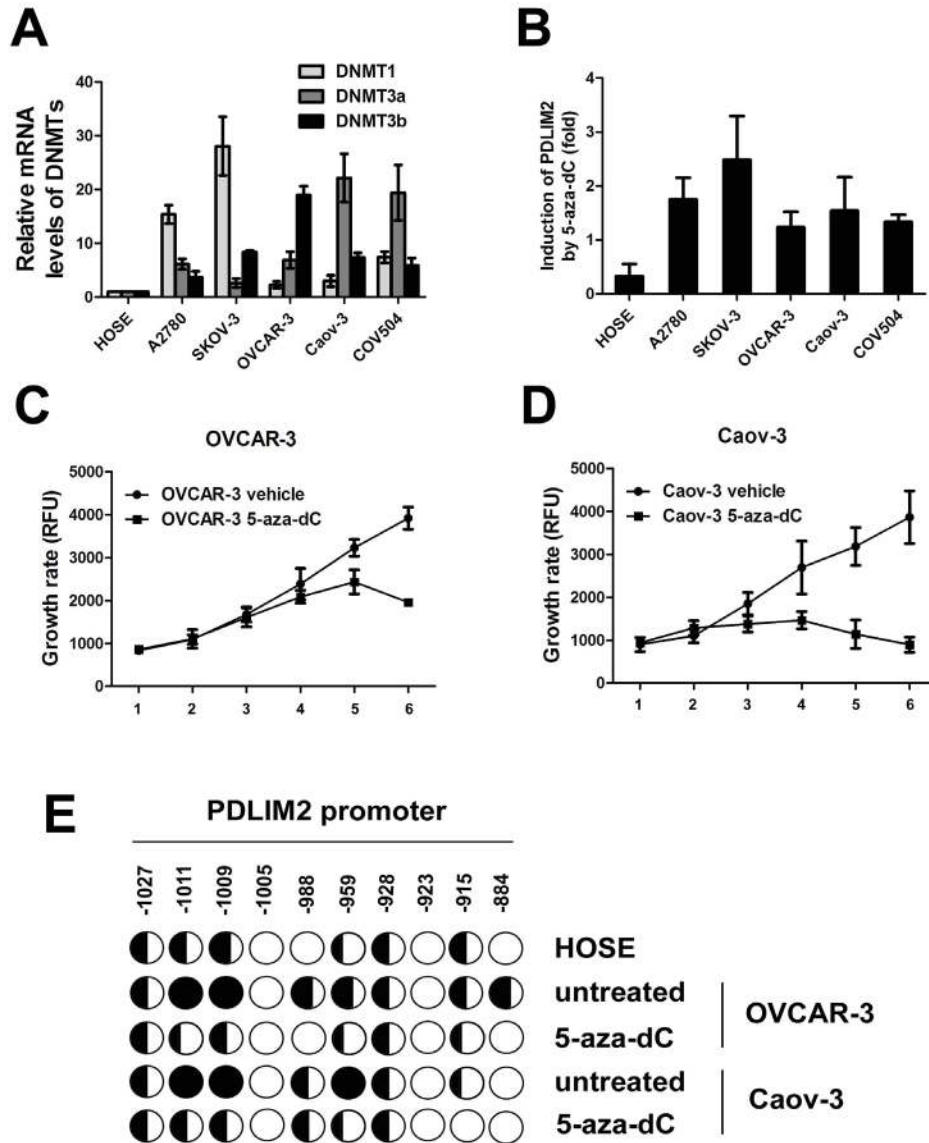 A
Relative mRNA
levels of DNMTs
40
30
20
10
0
DNMT1
DNMT3a
DNMT3b
HOSE
A2780
SKOV-3
OVCAR-3
Caov-3
COV504
B
Induction of PDLIM2
by 5-aza-dC (fold)
4
3
2
1
0
HOSE
A2780
SKOV-3
OVCAR-3
Caov-3
COV504
C
OVCAR-3
Growth rate (RFU)
5000
4000
3000
2000
1000
0
OVCAR-3 vehicle
OVCAR-3 5-aza-dC
1 2 3 4 5 6
D
Caov-3
Growth rate (RFU)
5000
4000
3000
2000
1000
0
Caov-3 vehicle
Caov-3 5-aza-dC
1 2 3 4 5 6
E
PDLIM2 promoter
-1027 -1011 -1009 -1005 -988 -959 -928 -923 -915 -884
HOSE
untreated
5-aza-dC
OVCAR-3
untreated
5-aza-dC
Caov-3